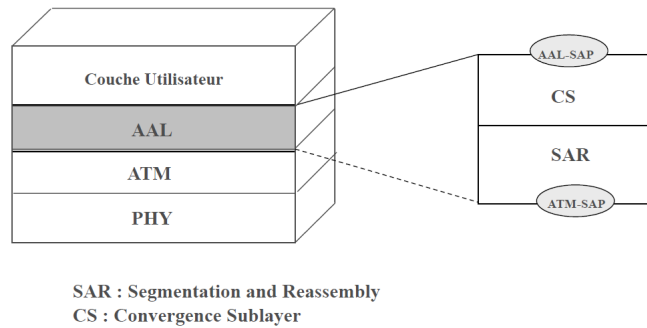 Couche Utilisateur
AAL
ATM
PHY
AAL-SAP
CS
SAR
ATM-SAP
SAR : Segmentation and Reassembly
CS : Convergence Sublayer